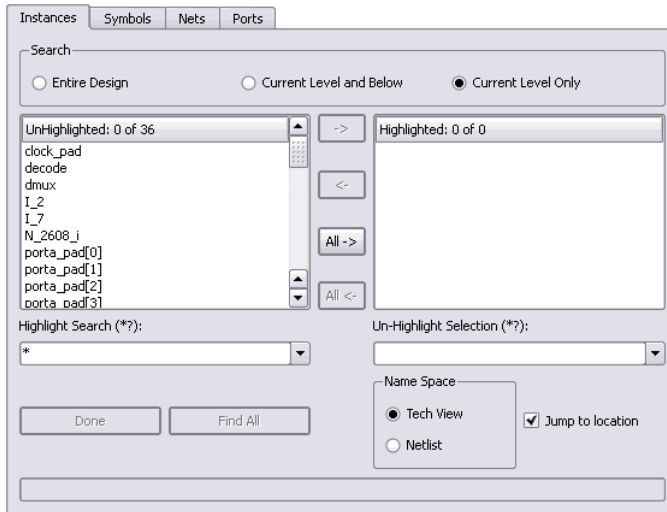 Instances Symbols Nets Ports
Search
Entire Design Current Level and Below Current Level Only
UnHighlighted: 0 of 36
clock_pad
decode
dmux
I_2
I_7
N_2608_i
porta_pad[0]
porta_pad[1]
porta_pad[2]
porta_pad[3]
->
<-
All ->
All <-
Highlighted: 0 of 0
Highlight Search (*?):
*
Un-Highlight Selection (*?):
Done Find All
Name Space
Tech View
Netlist
Jump to location